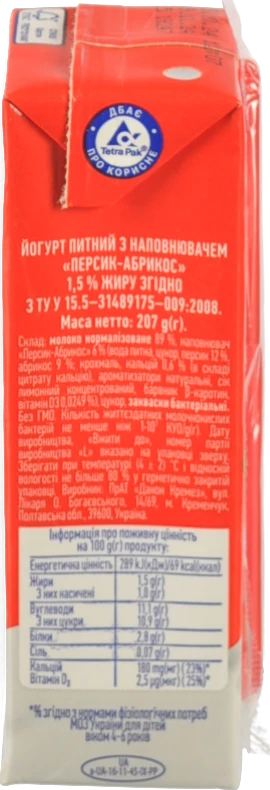 ДБАЄ
Tetra Pak®
ПРО КОРИСНЕ
ЙОГУРТ ПИТНИЙ З НАПОВНЮВАЧЕМ
«ПЕРСИК-АБРИКОС»
1,5 % ЖИРУ ЗГІДНО
З ТУ У 15.5–31489175–009:2008.
Маса нетто: 207 g(г).
Склад: молоко нормалізоване 89 %, наповнювач
«Персик-Абрикос» 6 % (вода питна, цукор, персик 12 %,
абрикос 9 %, крохмаль, кальцій 0,6 % (в складі
цитрату кальцію), ароматизатори натуральні, сік
лимонний концентрований, барвник β-каротин,
вітамін D3 0,0249 %), цукор, закваски бактеріальні.
Без ГМО. Кількість життєздатних молочнокислих
бактерій не менше ніж 1·10⁷ КУО/g(г). Дату
виробництва, «Вжити до», номер партії
виробництва «L» вказано на упаковці зверху.
Зберігати при температурі (4 ± 2)°С і відносній
вологості не більше 80 % у герметично закритій
упаковці. Виробник: ПрАТ «Данон Кремез», вул.
Лікаря О. Богаєвського, 14/69, м. Кременчук,
Полтавська обл., 39600, Україна.
Інформація про поживну цінність
на 100 g(г) продукту:
Енергетична цінність 289 kJ(кДж)/69 kcal(ккал)
Жири 1,5 g(г)
З них насичені 1,0 g(г)
Вуглеводи 11,1 g(г)
З них цукри 10,9 g(г)
Білки 2,8 g(г)
Сіль 0,07 g(г)
Кальцій 180 mg(мг) (23%)*
Вітамін D₃ 2,5 µg(мкг) (25%)*
*% згідно з нормами фізіологічних потреб
МОЗ України для дітей
віком 4-6 років
UA
р-UA-16-11-45-IX-PP